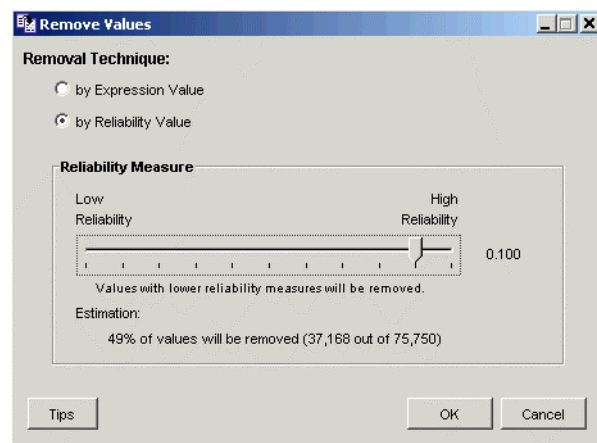 Remove Values
Removal Technique:
by Expression Value
by Reliability Value
Reliability Measure
Low
Reliability
High
Reliability
0.100
Values with lower reliability measures will be removed.
Estimation:
49% of values will be removed (37,168 out of 75,750)
Tips
OK
Cancel